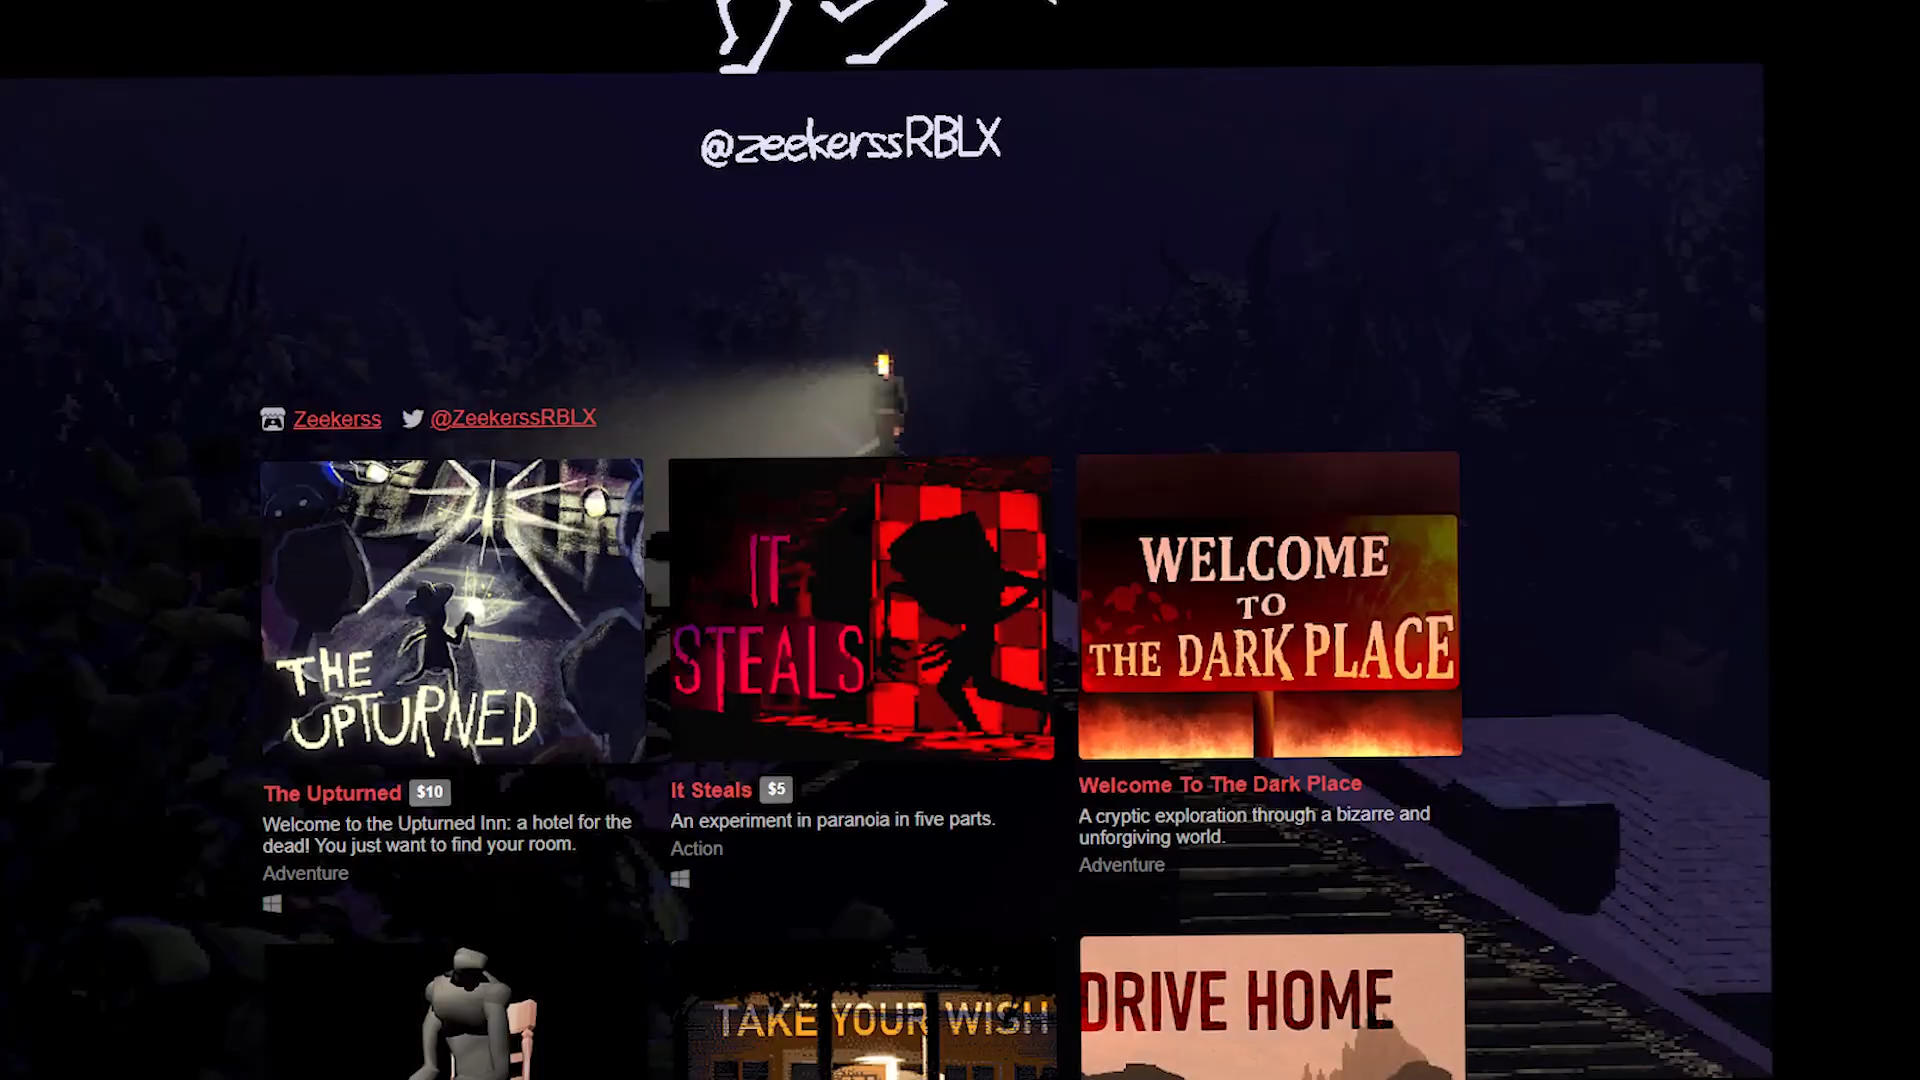 @zeekerssRBLX
Zeekerss @ZeekerssRBLX
THE
UPTURNED
IT
STEALS
WELCOME
TO
THE DARK PLACE
The Upturned $10
Welcome to the Upturned Inn: a hotel for the
dead! You just want to find your room.
Adventure
It Steals $5
An experiment in paranoia in five parts.
Action
Welcome To The Dark Place
A cryptic exploration through a bizarre and
unforgiving world.
Adventure
TAKE YOUR WISH
DRIVE HOME